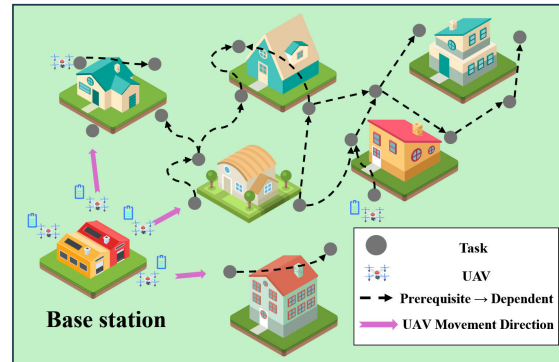 Task
UAV
Prerequisite → Dependent
UAV Movement Direction
Base station